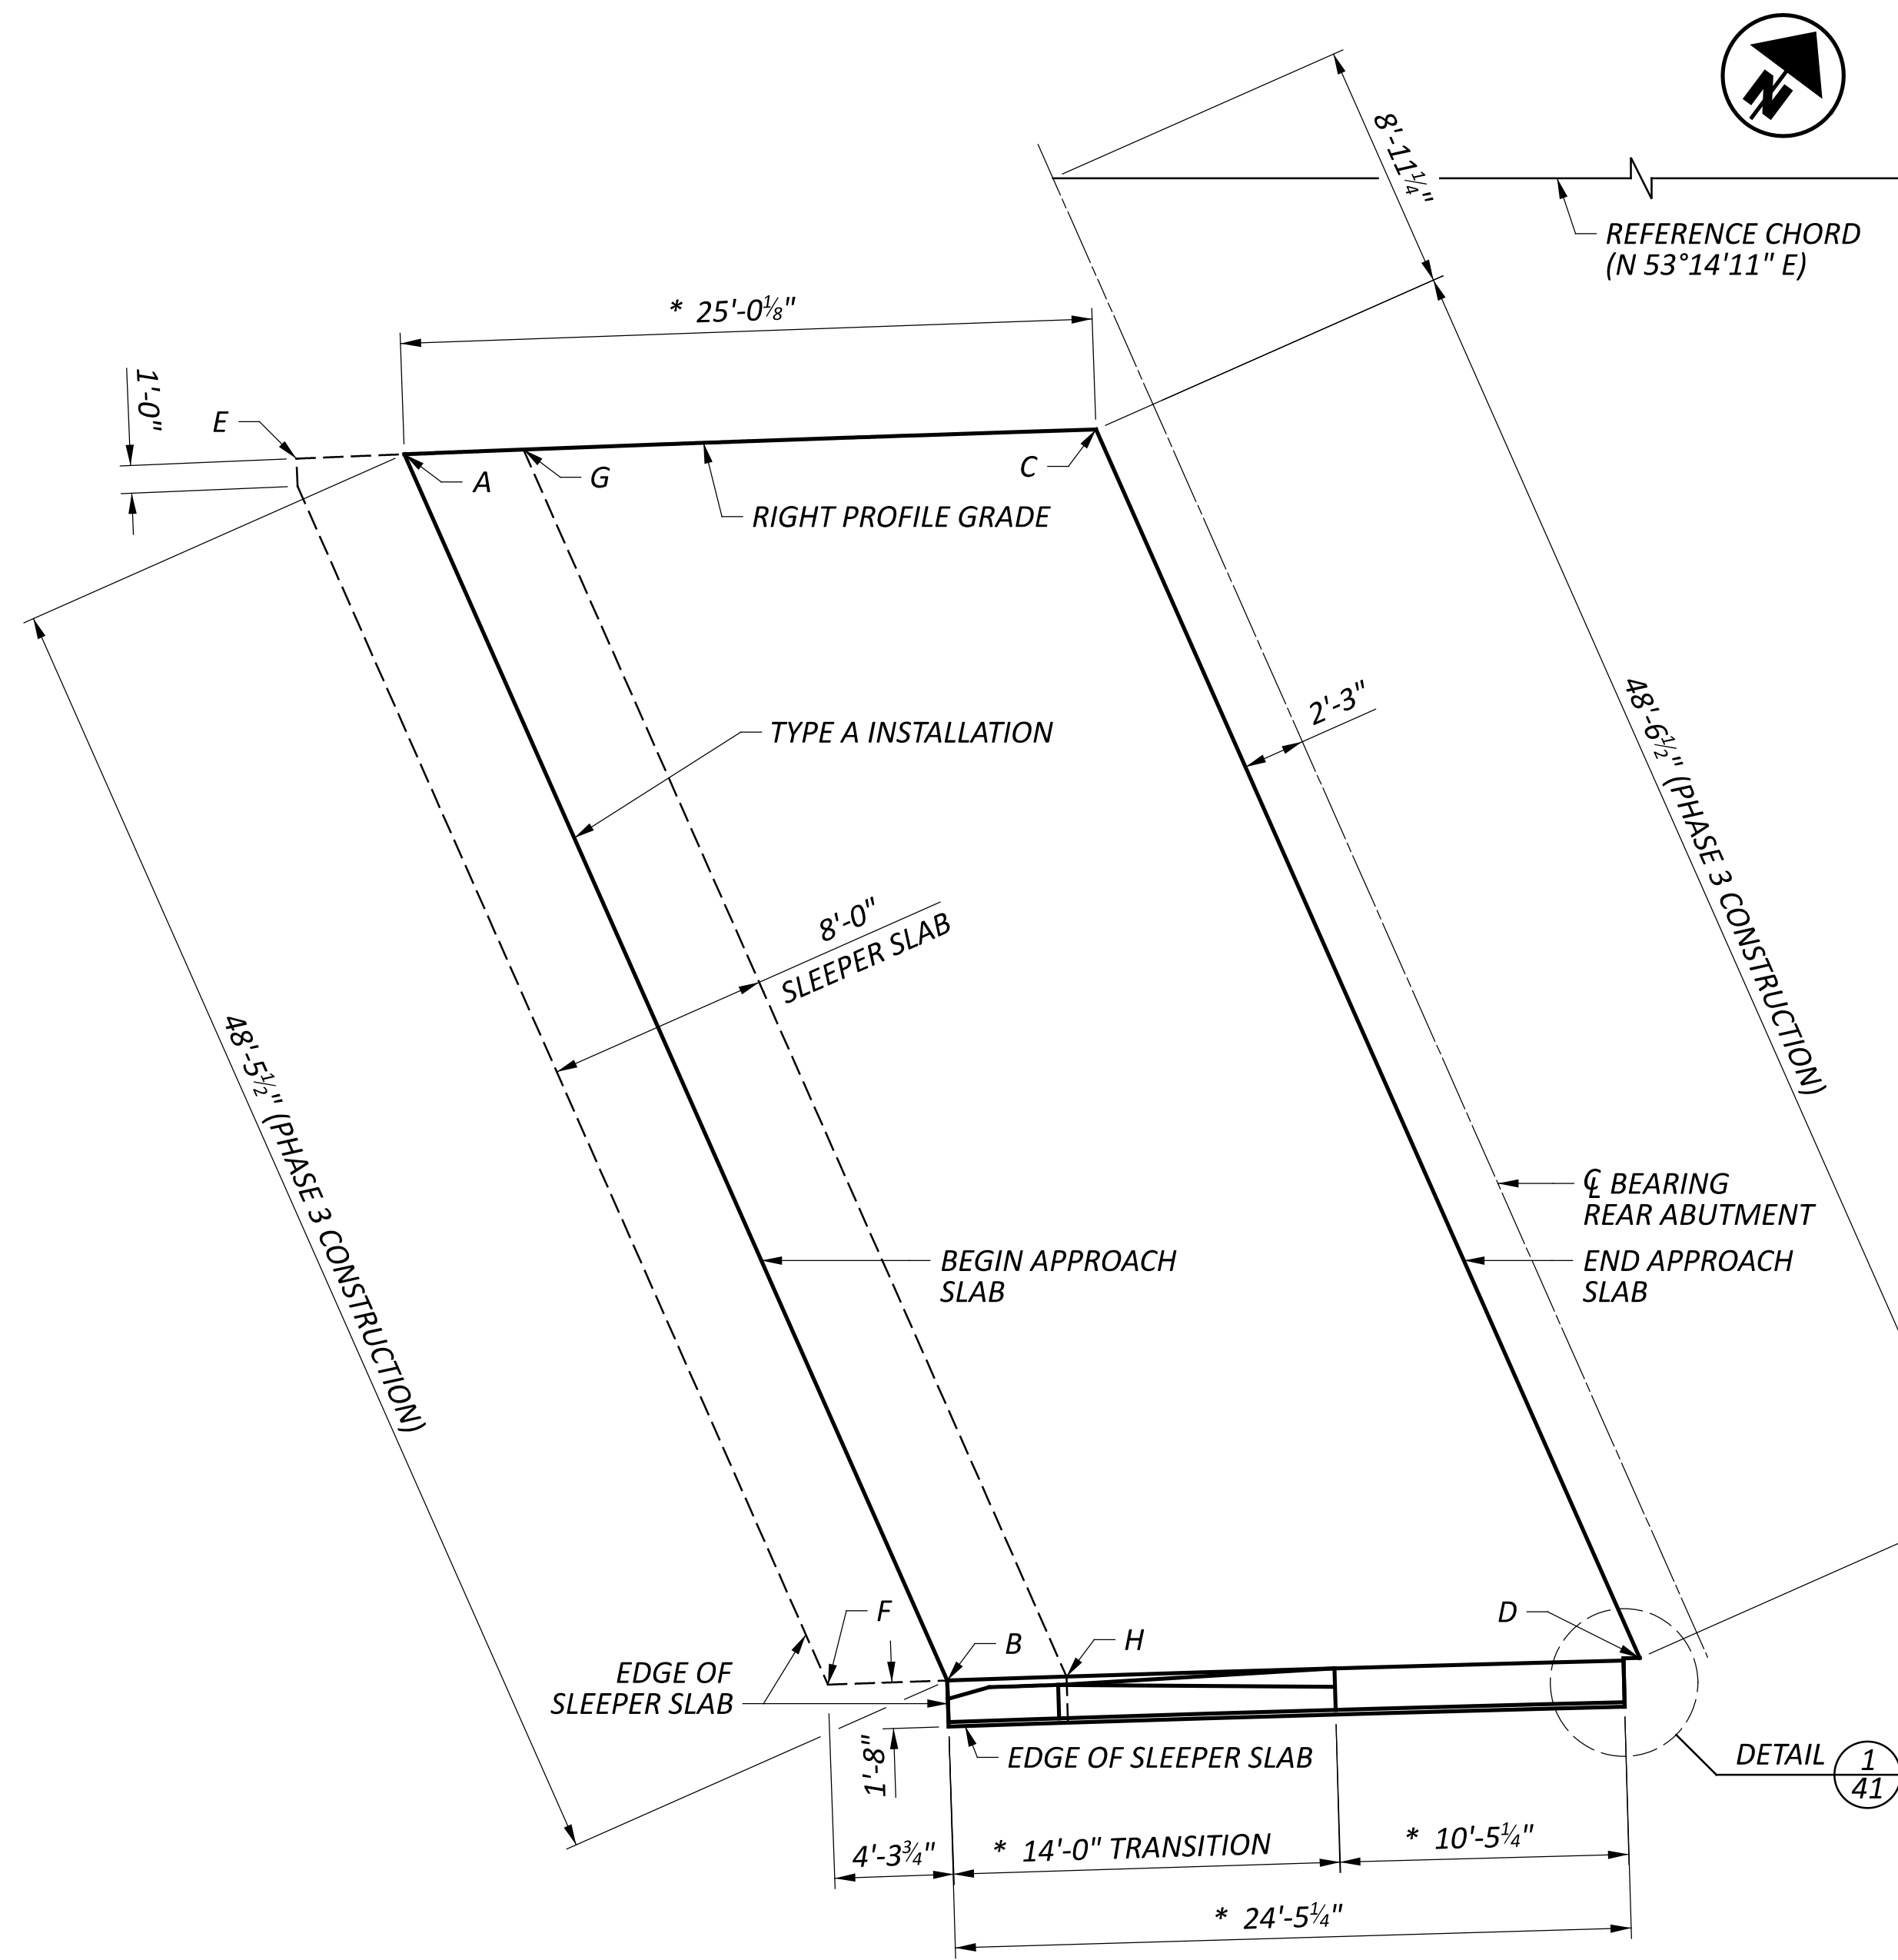 N
8'-11¼"
REFERENCE CHORD
(N 53°14'11" E)
* 25'-0⅛"
1'-0"
E
A
G
C
RIGHT PROFILE GRADE
2'-3"
48'-6½" (PHASE 3 CONSTRUCTION)
TYPE A INSTALLATION
8'-0"
SLEEPER SLAB
48'-5½" (PHASE 3 CONSTRUCTION)
℄ BEARING
REAR ABUTMENT
BEGIN APPROACH
SLAB
END APPROACH
SLAB
F
B
H
D
EDGE OF
SLEEPER SLAB
1'-8"
EDGE OF SLEEPER SLAB
DETAIL
1
41
4'-3¾"
* 14'-0" TRANSITION
* 10'-5¼"
* 24'-5¼"